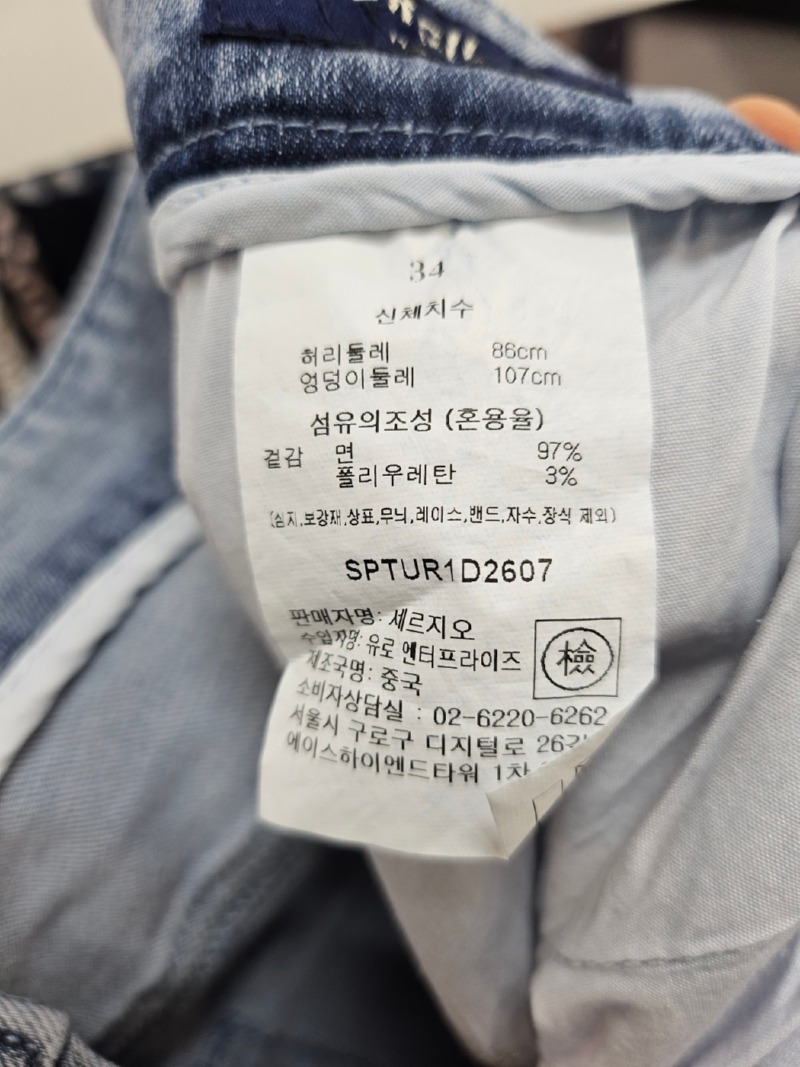 34
신체치수
허리둘레 86cm
엉덩이둘레 107cm
섬유의조성 (혼용율)
겉감 면 97%
폴리우레탄 3%
(심지,보강재,상표,무늬,레이스,밴드,자수,장식 제외)
SPTUR1D2607
판매자명: 세르지오
수입자명: 유로 엔터프라이즈
제조국명: 중국
檢
소비자상담실 : 02-6220-6262
서울시 구로구 디지털로 26길
에이스하이엔드타워 1차